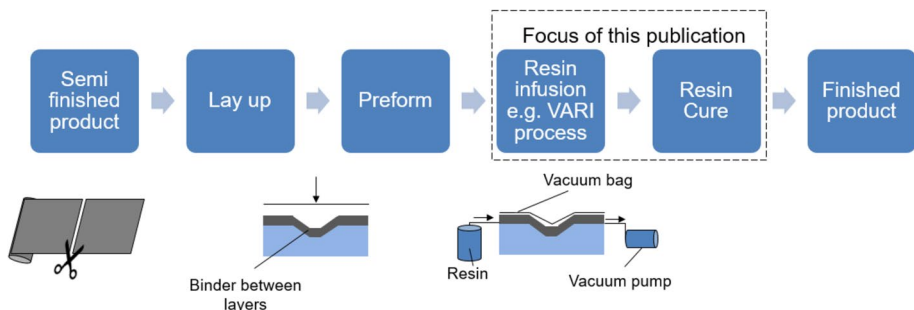 Focus of this publication
Semi
finished
product
Lay up
Preform
Resin
infusion
e.g. VARI
process
Resin
Cure
Finished
product
Vacuum bag
Binder between
layers
Resin
Vacuum pump